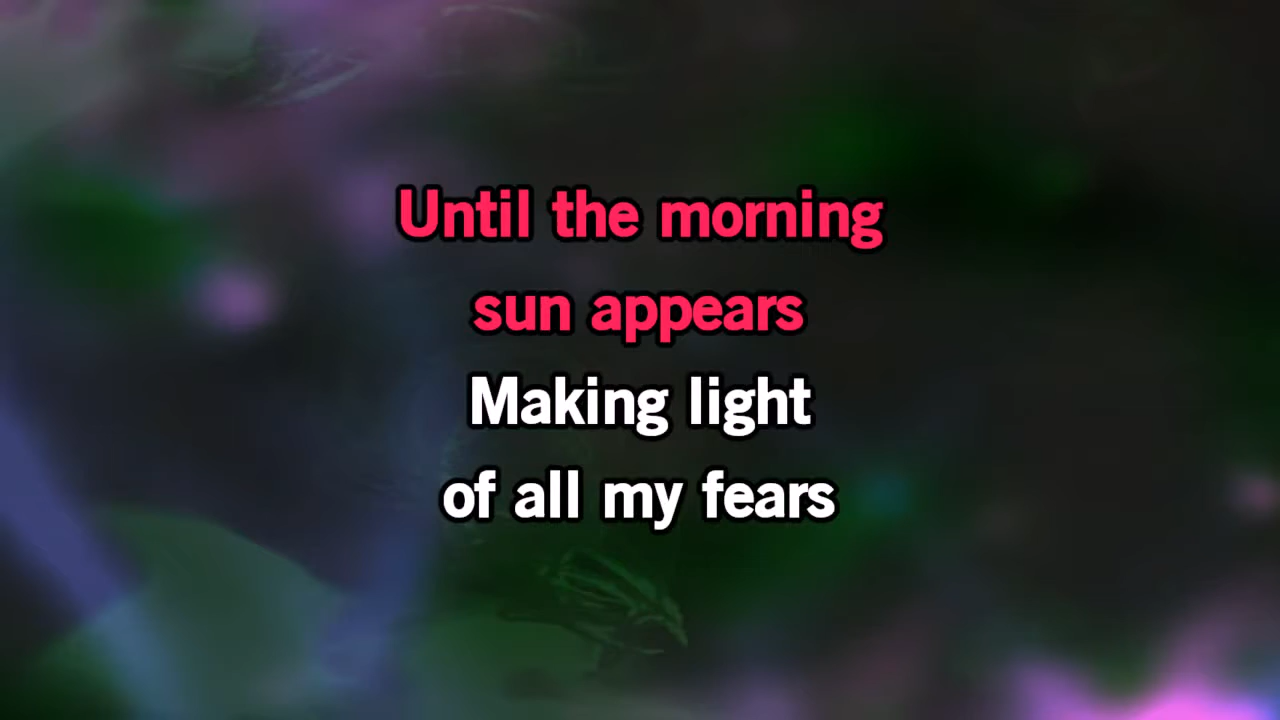 Until the morning
sun appears
Making light
of all my fears